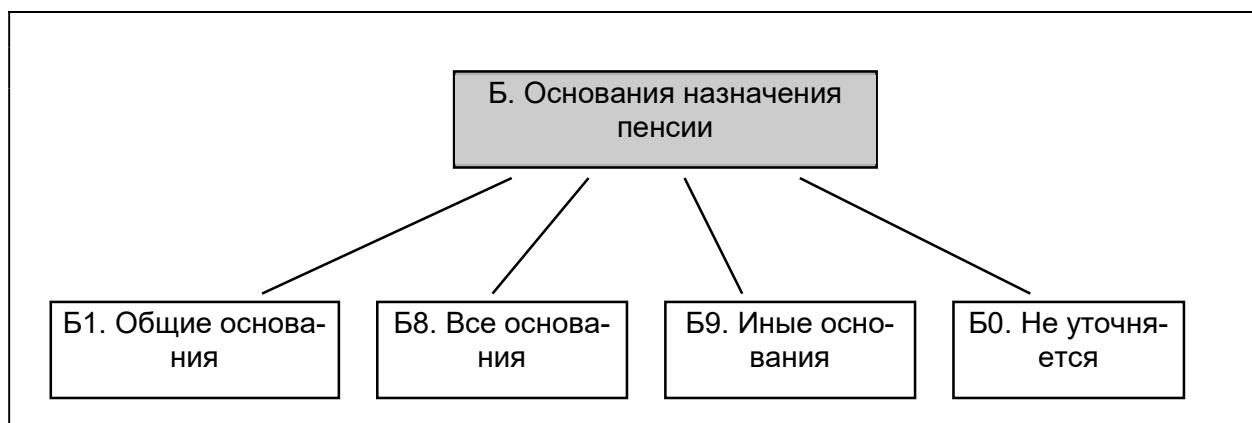 Б. Основания назначения
пенсии
Б1. Общие основа-
ния
Б8. Все основа-
ния
Б9. Иные осно-
вания
Б0. Не уточня-
ется